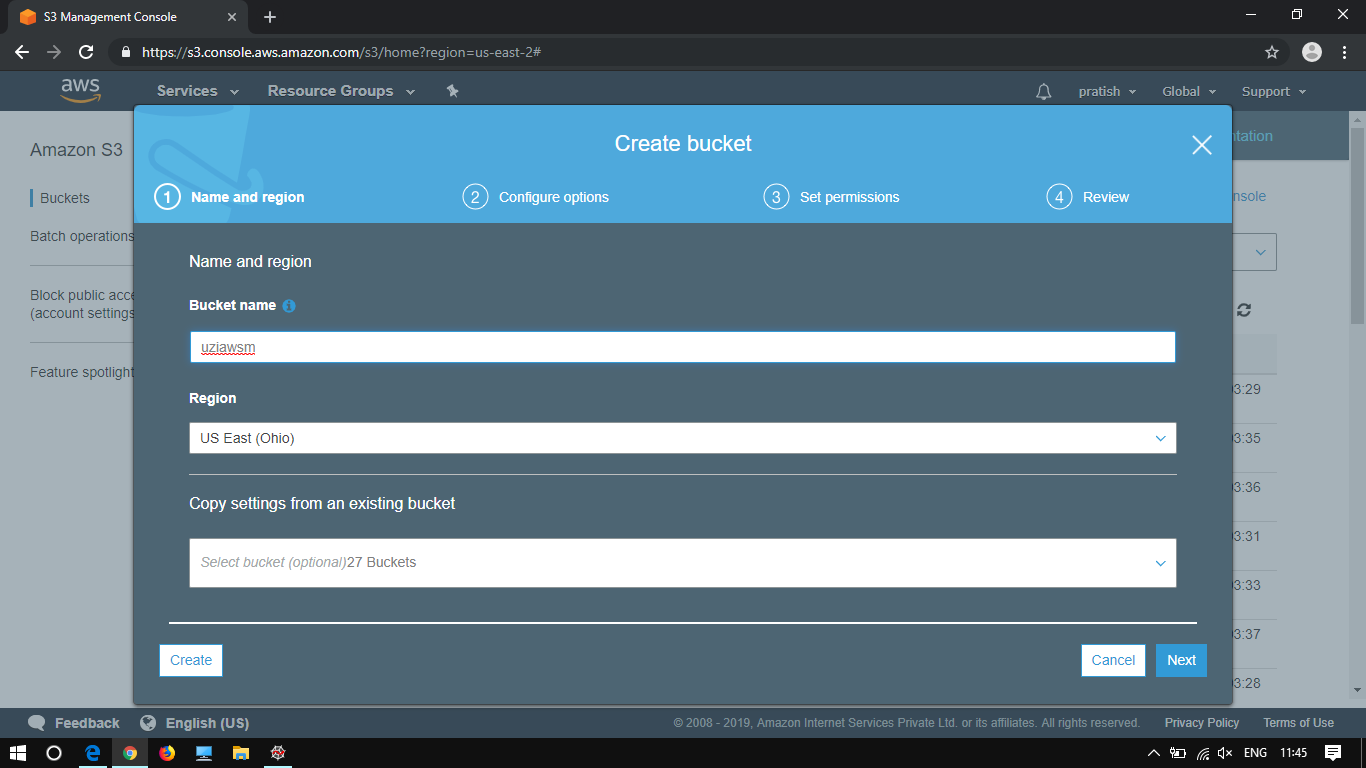 S3 Management Console
https://s3.console.aws.amazon.com/s3/home?region=us-east-2#
aws Services Resource Groups pratish Global Support
Amazon S3
Buckets
Batch operations
Block public acce
(account settings
Feature spotlight
ntation
nsole
Create bucket
1 Name and region 2 Configure options 3 Set permissions 4 Review
Name and region
Bucket name
uziawsm
Region
US East (Ohio)
Copy settings from an existing bucket
Select bucket (optional)27 Buckets
Create Cancel Next
3:29
3:35
3:36
3:31
3:33
3:37
3:28
Feedback English (US) © 2008 - 2019, Amazon Internet Services Private Ltd. or its affiliates. All rights reserved. Privacy Policy Terms of Use
ENG 11:45